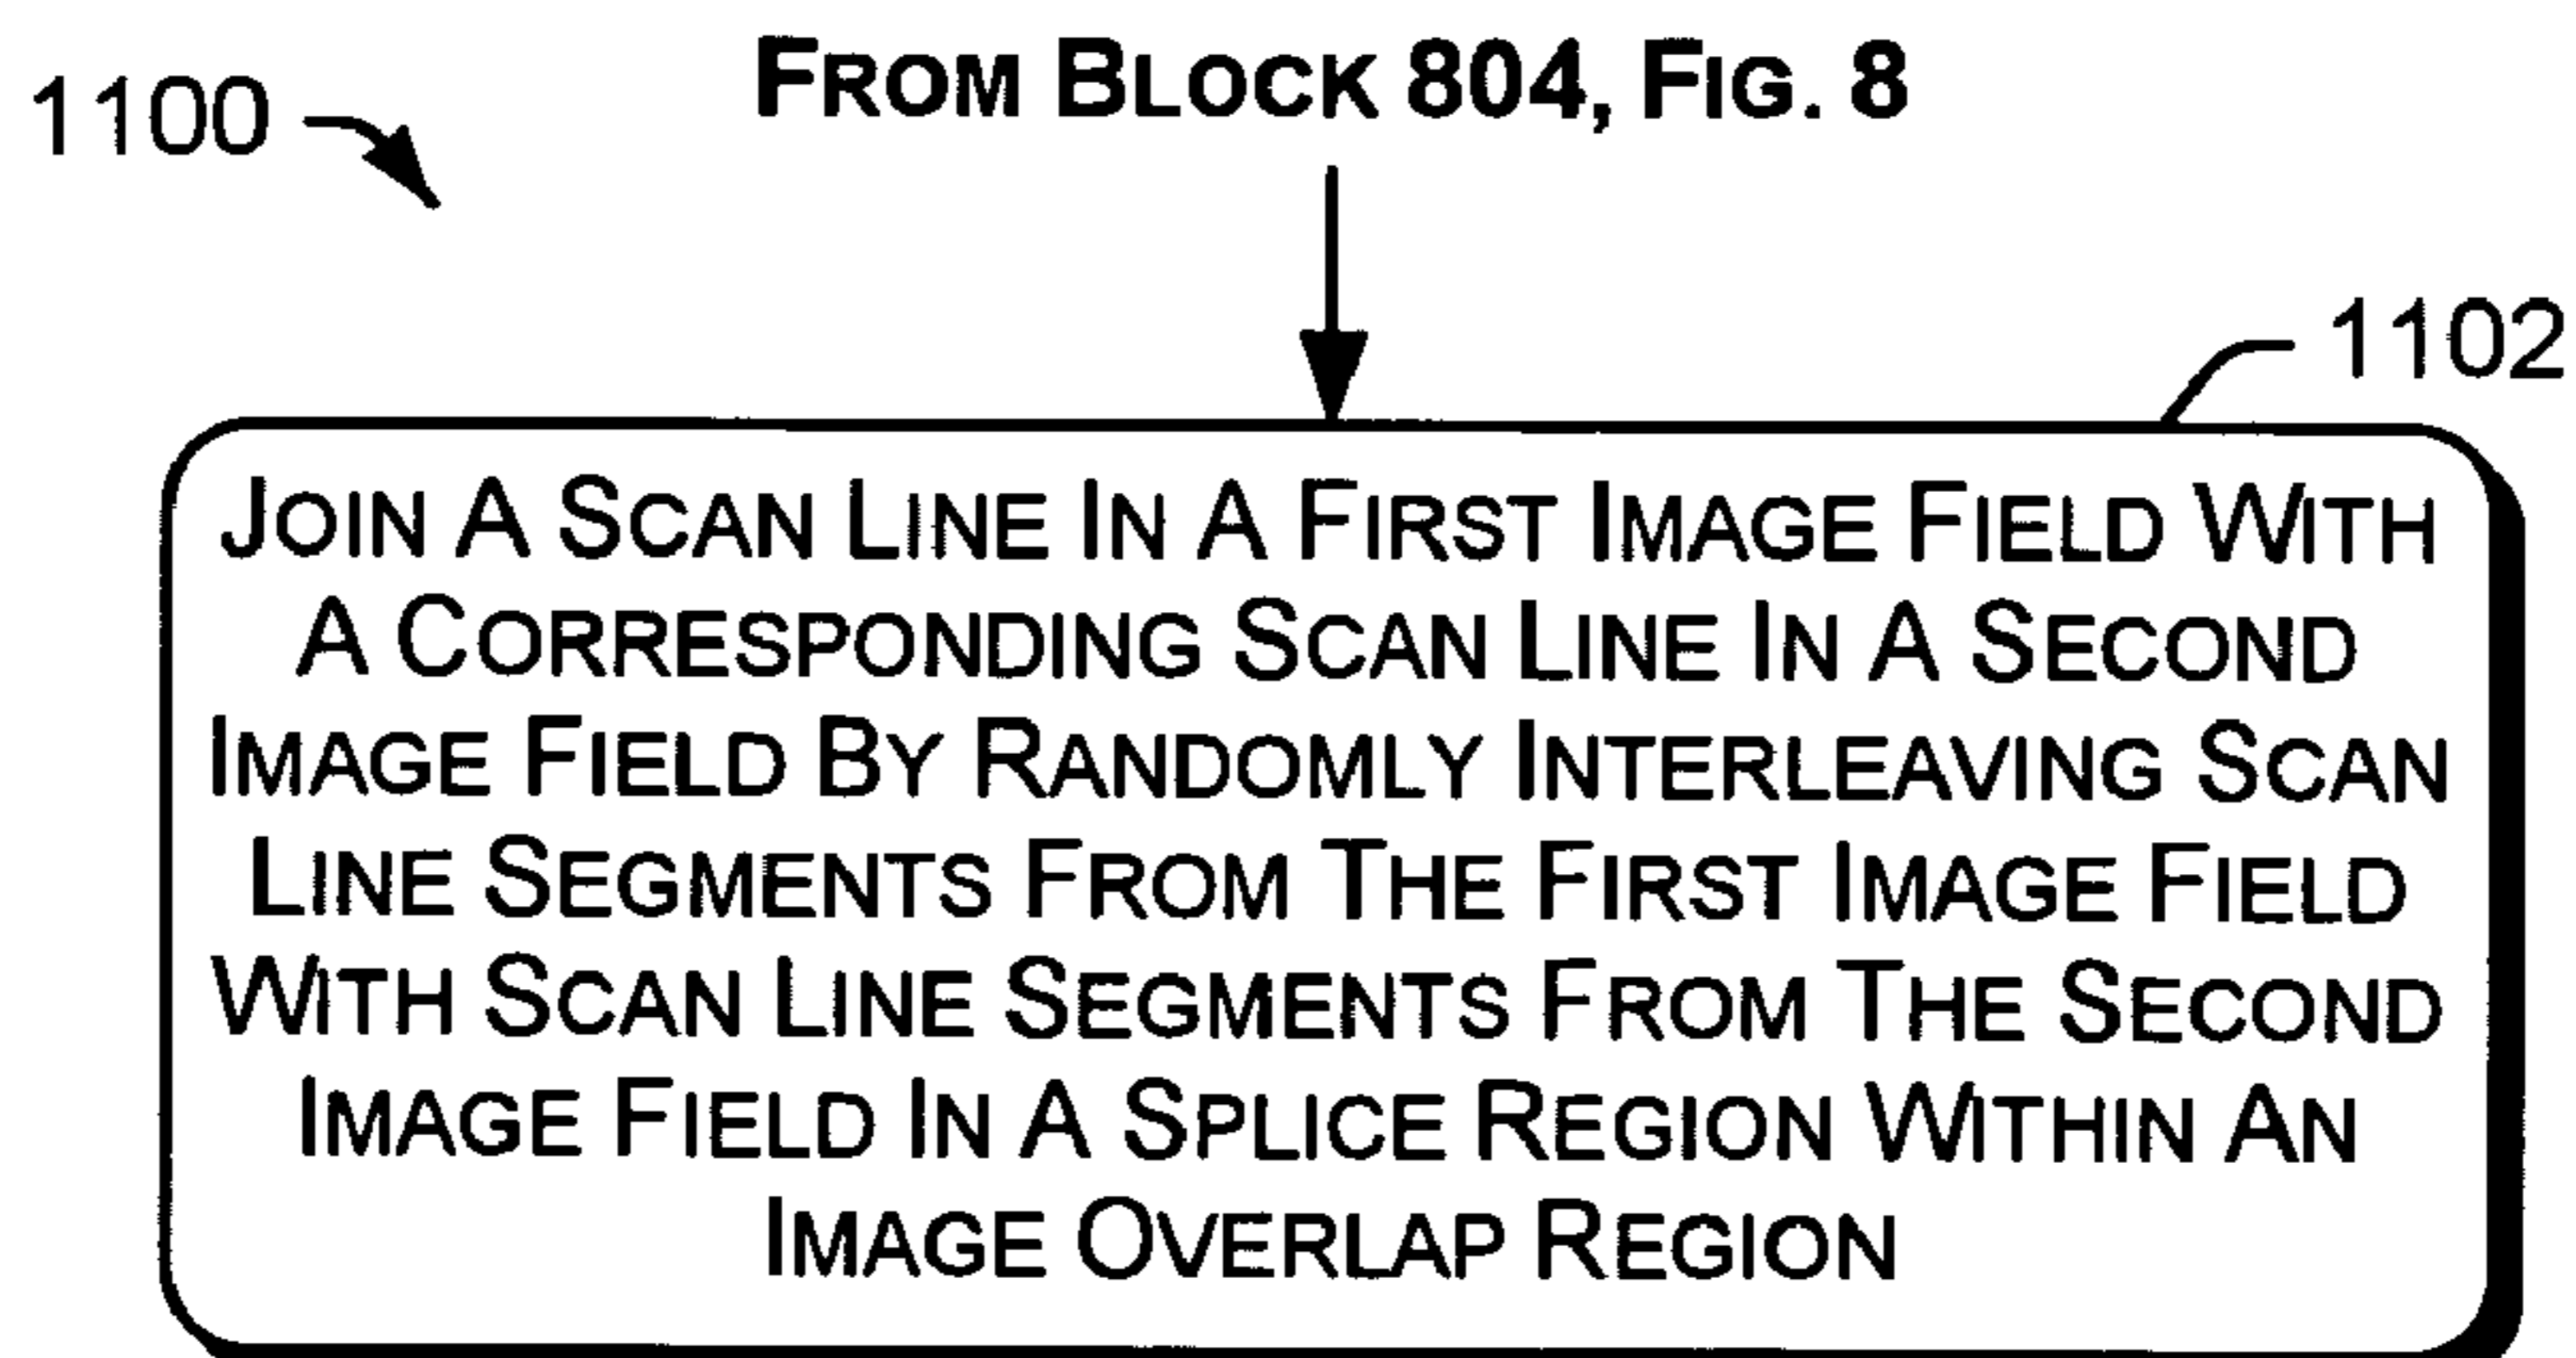 1100
FROM BLOCK 804, FIG. 8
1102
JOIN A SCAN LINE IN A FIRST IMAGE FIELD WITH
A CORRESPONDING SCAN LINE IN A SECOND
IMAGE FIELD BY RANDOMLY INTERLEAVING SCAN
LINE SEGMENTS FROM THE FIRST IMAGE FIELD
WITH SCAN LINE SEGMENTS FROM THE SECOND
IMAGE FIELD IN A SPLICE REGION WITHIN AN
IMAGE OVERLAP REGION